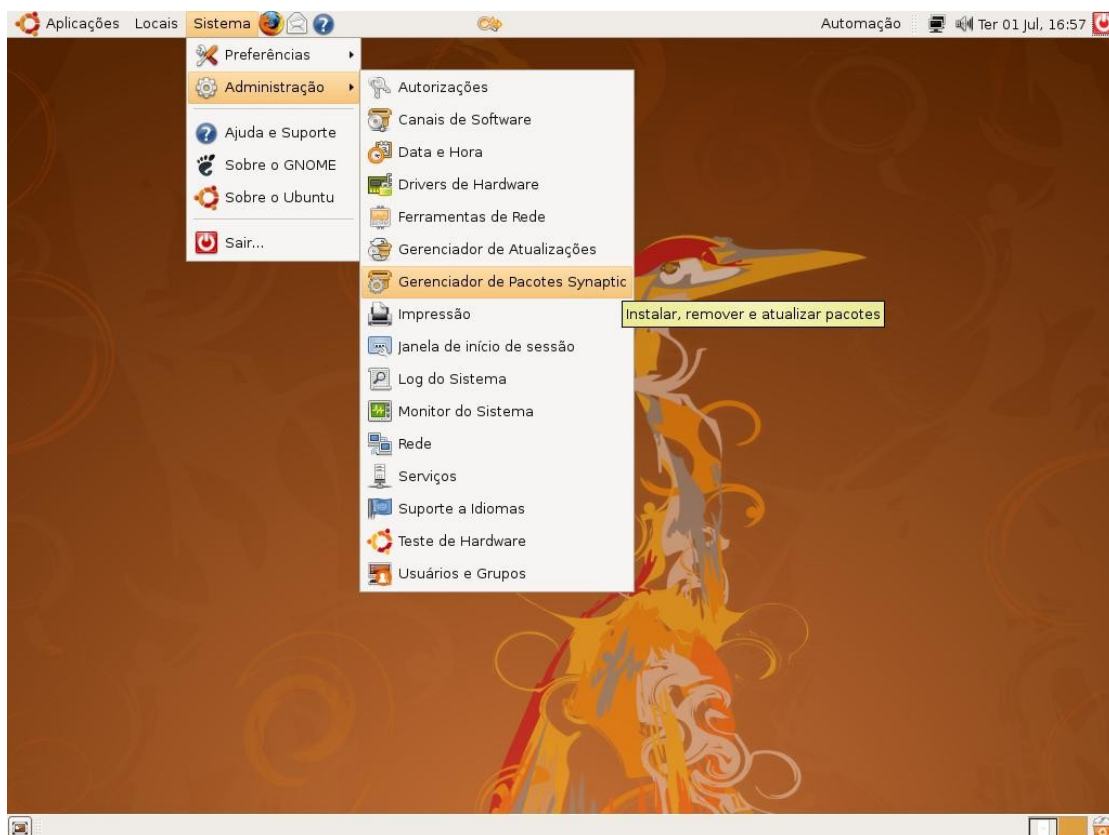 Aplicações Locais Sistema Automação Ter 01 Jul, 16:57
Preferências
Administração
Ajuda e Suporte
Sobre o GNOME
Sobre o Ubuntu
Sair...
Autorizações
Canais de Software
Data e Hora
Drivers de Hardware
Ferramentas de Rede
Gerenciador de Atualizações
Gerenciador de Pacotes Synaptic
Instalar, remover e atualizar pacotes
Impressão
Janela de início de sessão
Log do Sistema
Monitor do Sistema
Rede
Serviços
Suporte a Idiomas
Teste de Hardware
Usuários e Grupos